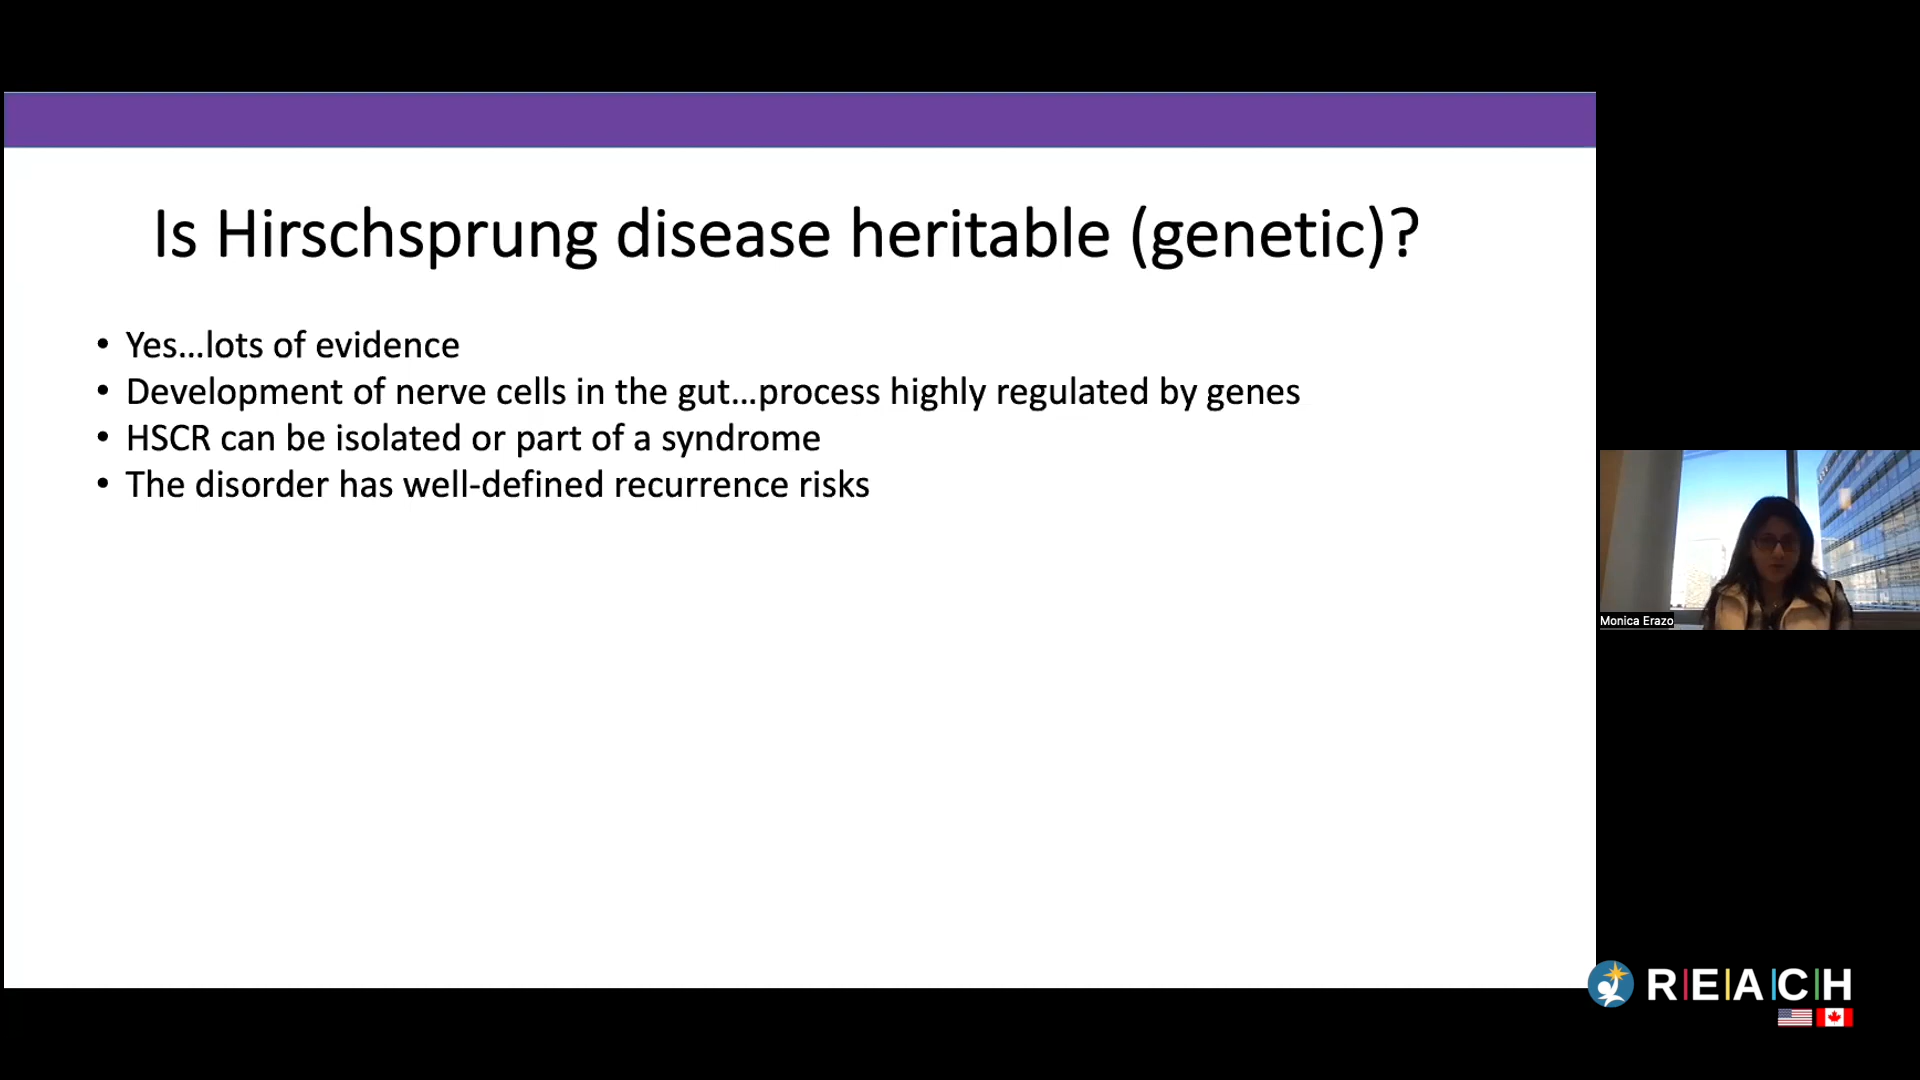 Is Hirschsprung disease heritable (genetic)?
• Yes...lots of evidence
• Development of nerve cells in the gut...process highly regulated by genes
• HSCR can be isolated or part of a syndrome
• The disorder has well-defined recurrence risks
Monica Erazo
R|E|A|C|H